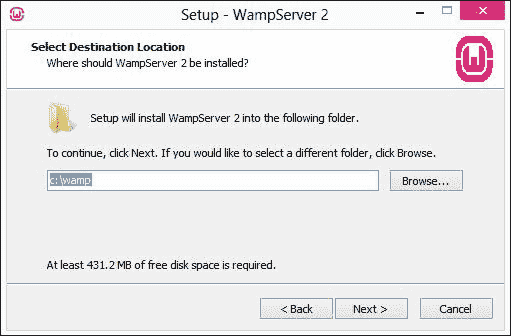 Setup - WampServer 2
Select Destination Location
Where should WampServer 2 be installed?
Setup will install WampServer 2 into the following folder.
To continue, click Next. If you would like to select a different folder, click Browse.
c:\wamp
Browse...
At least 431.2 MB of free disk space is required.
< Back
Next >
Cancel